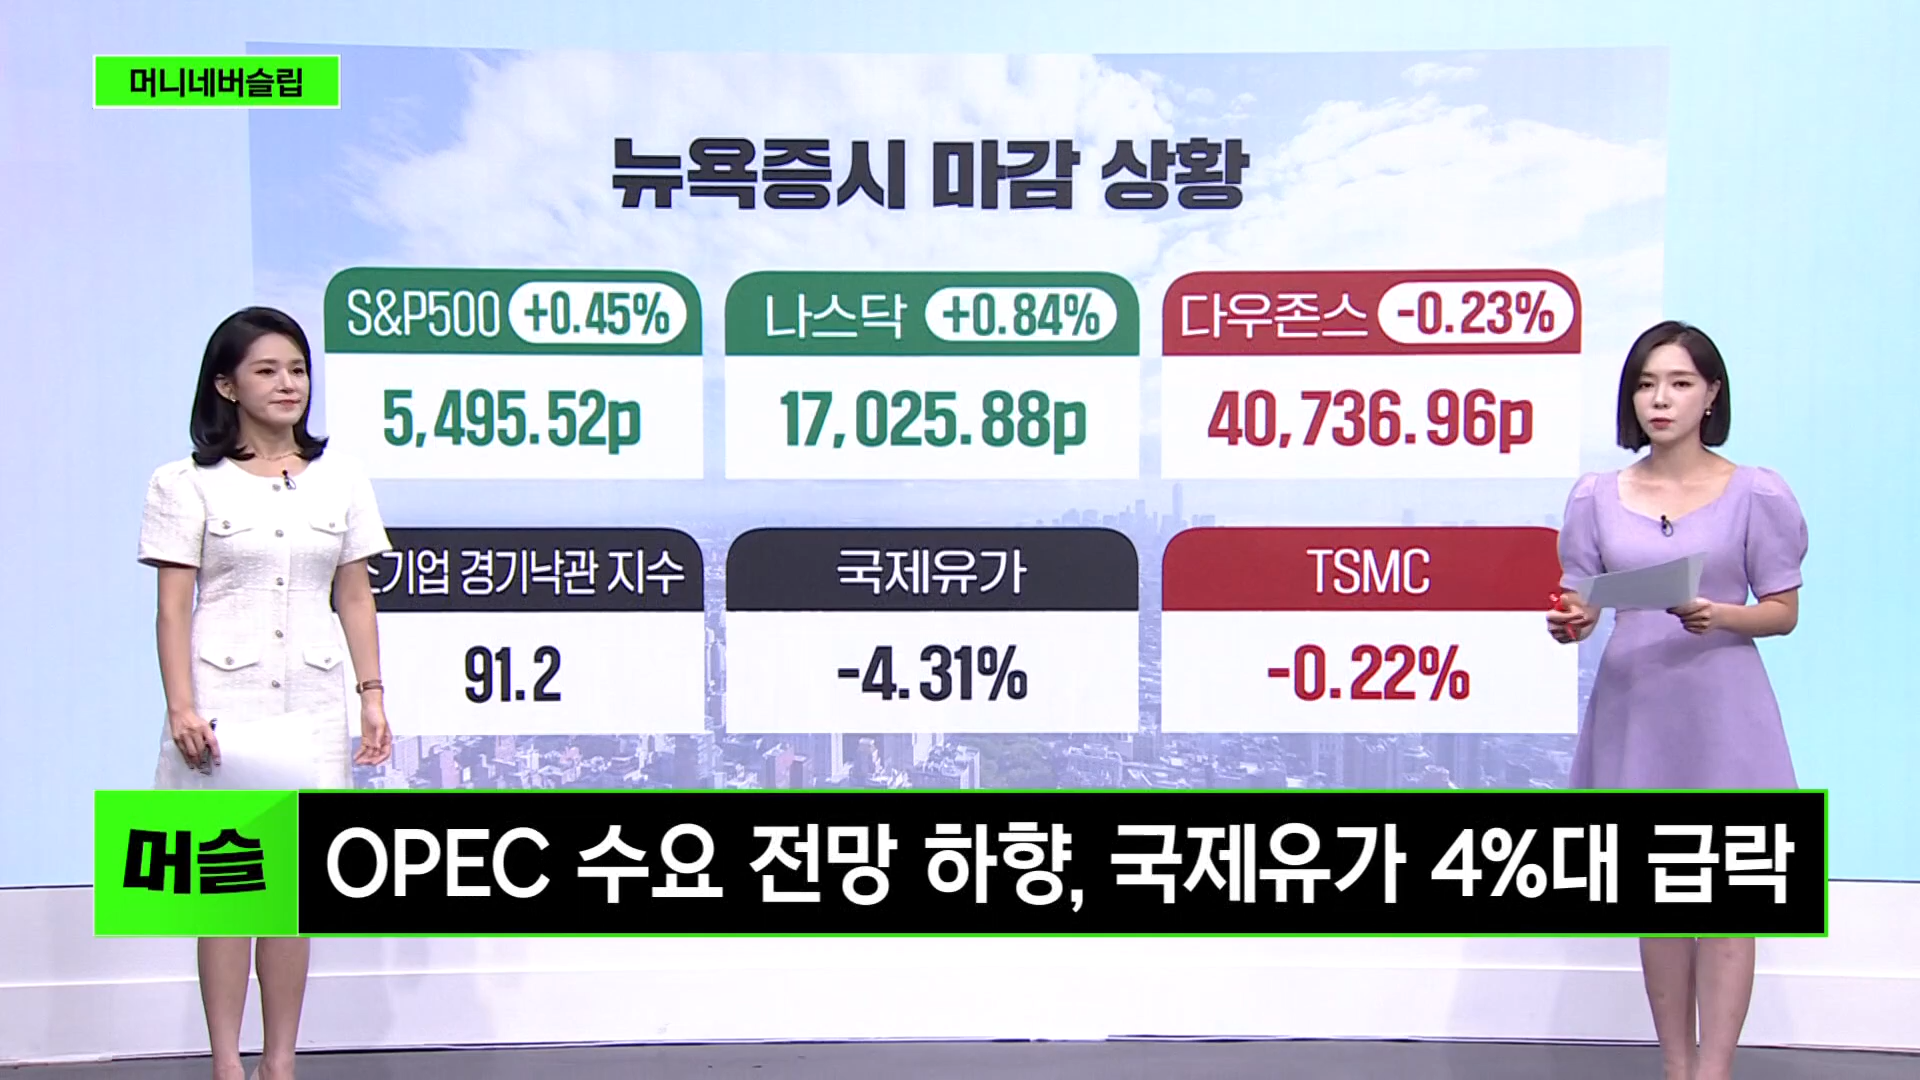 머니네버슬립
뉴욕증시 마감 상황
S&P500 +0.45%
5,495.52p
나스닥 +0.84%
17,025.88p
다우존스 -0.23%
40,736.96p
기업 경기낙관 지수
91.2
국제유가
-4.31%
TSMC
-0.22%
머슬
OPEC 수요 전망 하향, 국제유가 4%대 급락